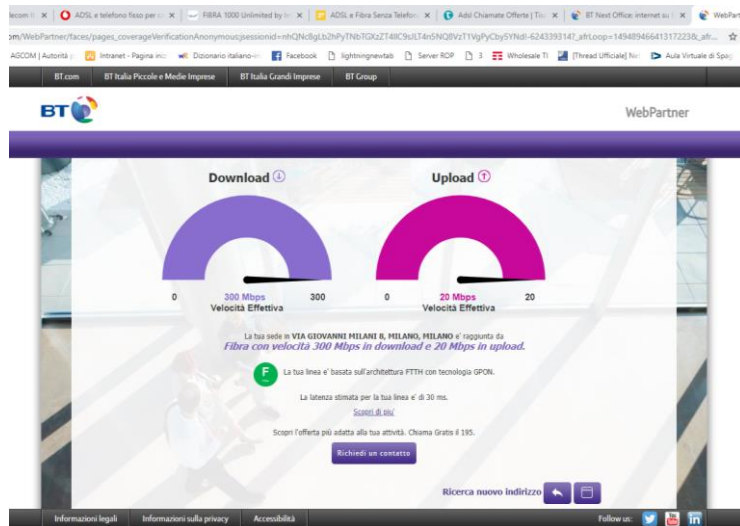 ADSL e telefono fisso per
FIBRA 1000 Unlimited by
ADSL e Fibra Senza Telefon
Adsl Chiamate Offerte | Ti
BT Next Office: internet su
WebPart
AGCOM | Autorità
Intranet - Pagina iniz
Dizionario italiano-in
Facebook
lightningnewtab
Server ROP
3
Wholesale TI
[Thread Ufficiale] Net
Aula Virtuale di Spag
BT.com
BT Italia Piccole e Medie Imprese
BT Italia Grandi Imprese
BT Group
BT
WebPartner
Download
Upload
0 300 Mbps 300
Velocità Effettiva
0 20 Mbps 20
Velocità Effettiva
La tua sede in VIA GIOVANNI MILANI 8, MILANO, MILANO e' raggiunta da
Fibra con velocità 300 Mbps in download e 20 Mbps in upload.
F
La tua linea e' basata sull'architettura FTTH con tecnologia GPON.
La latenza stimata per la tua linea e' di 30 ms.
Scopri di piu'
Scopri l'offerta più adatta alla tua attività. Chiama Gratis il 195.
Richiedi un contatto
Ricerca nuovo indirizzo
Informazioni legali
Informazioni sulla privacy
Accessibilità
Follow us: